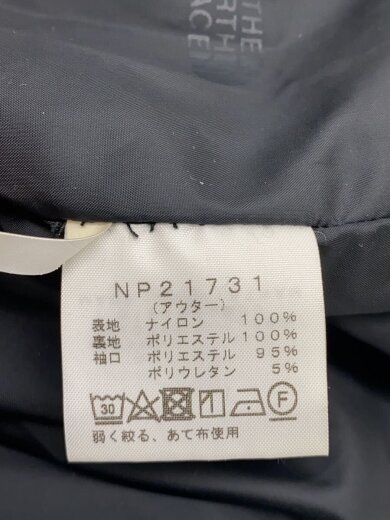 THE
NORTH
FACE
NP21731
(アウター)
表地 ナイロン 100%
裏地 ポリエステル 100%
袖口 ポリエステル 95%
ポリウレタン 5%
30 F
弱く絞る、あて布使用